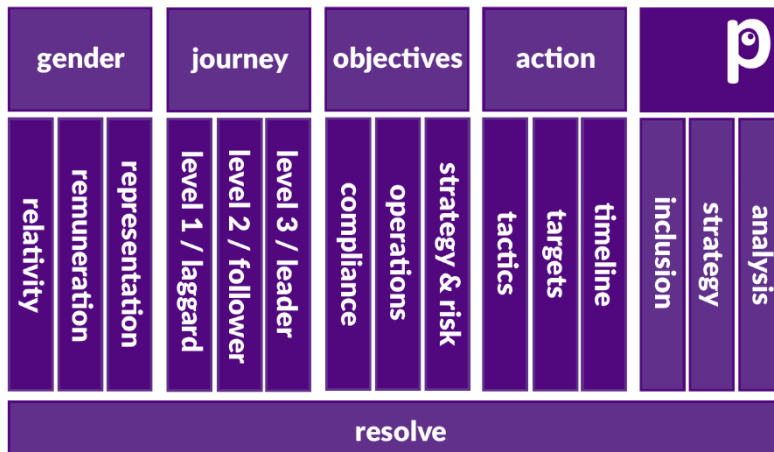 gender
journey
objectives
action
p
relativity
remuneration
representation
level 1 / laggard
level 2 / follower
level 3 / leader
compliance
operations
strategy & risk
tactics
targets
timeline
inclusion
strategy
analysis
resolve